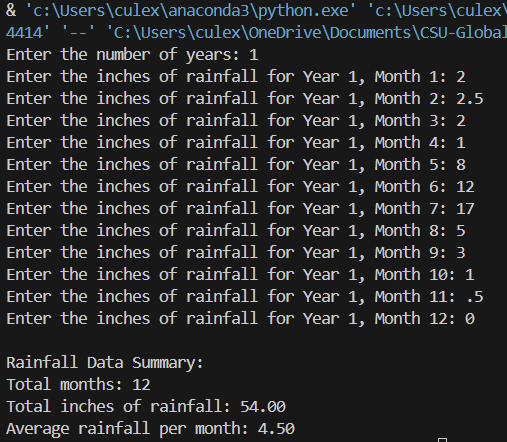 & 'c:\Users\culex\anaconda3\python.exe' 'c:\Users\culex\
4414' '--' 'C:\Users\culex\OneDrive\Documents\CSU-Global
Enter the number of years: 1
Enter the inches of rainfall for Year 1, Month 1: 2
Enter the inches of rainfall for Year 1, Month 2: 2.5
Enter the inches of rainfall for Year 1, Month 3: 2
Enter the inches of rainfall for Year 1, Month 4: 1
Enter the inches of rainfall for Year 1, Month 5: 8
Enter the inches of rainfall for Year 1, Month 6: 12
Enter the inches of rainfall for Year 1, Month 7: 17
Enter the inches of rainfall for Year 1, Month 8: 5
Enter the inches of rainfall for Year 1, Month 9: 3
Enter the inches of rainfall for Year 1, Month 10: 1
Enter the inches of rainfall for Year 1, Month 11: .5
Enter the inches of rainfall for Year 1, Month 12: 0
Rainfall Data Summary:
Total months: 12
Total inches of rainfall: 54.00
Average rainfall per month: 4.50